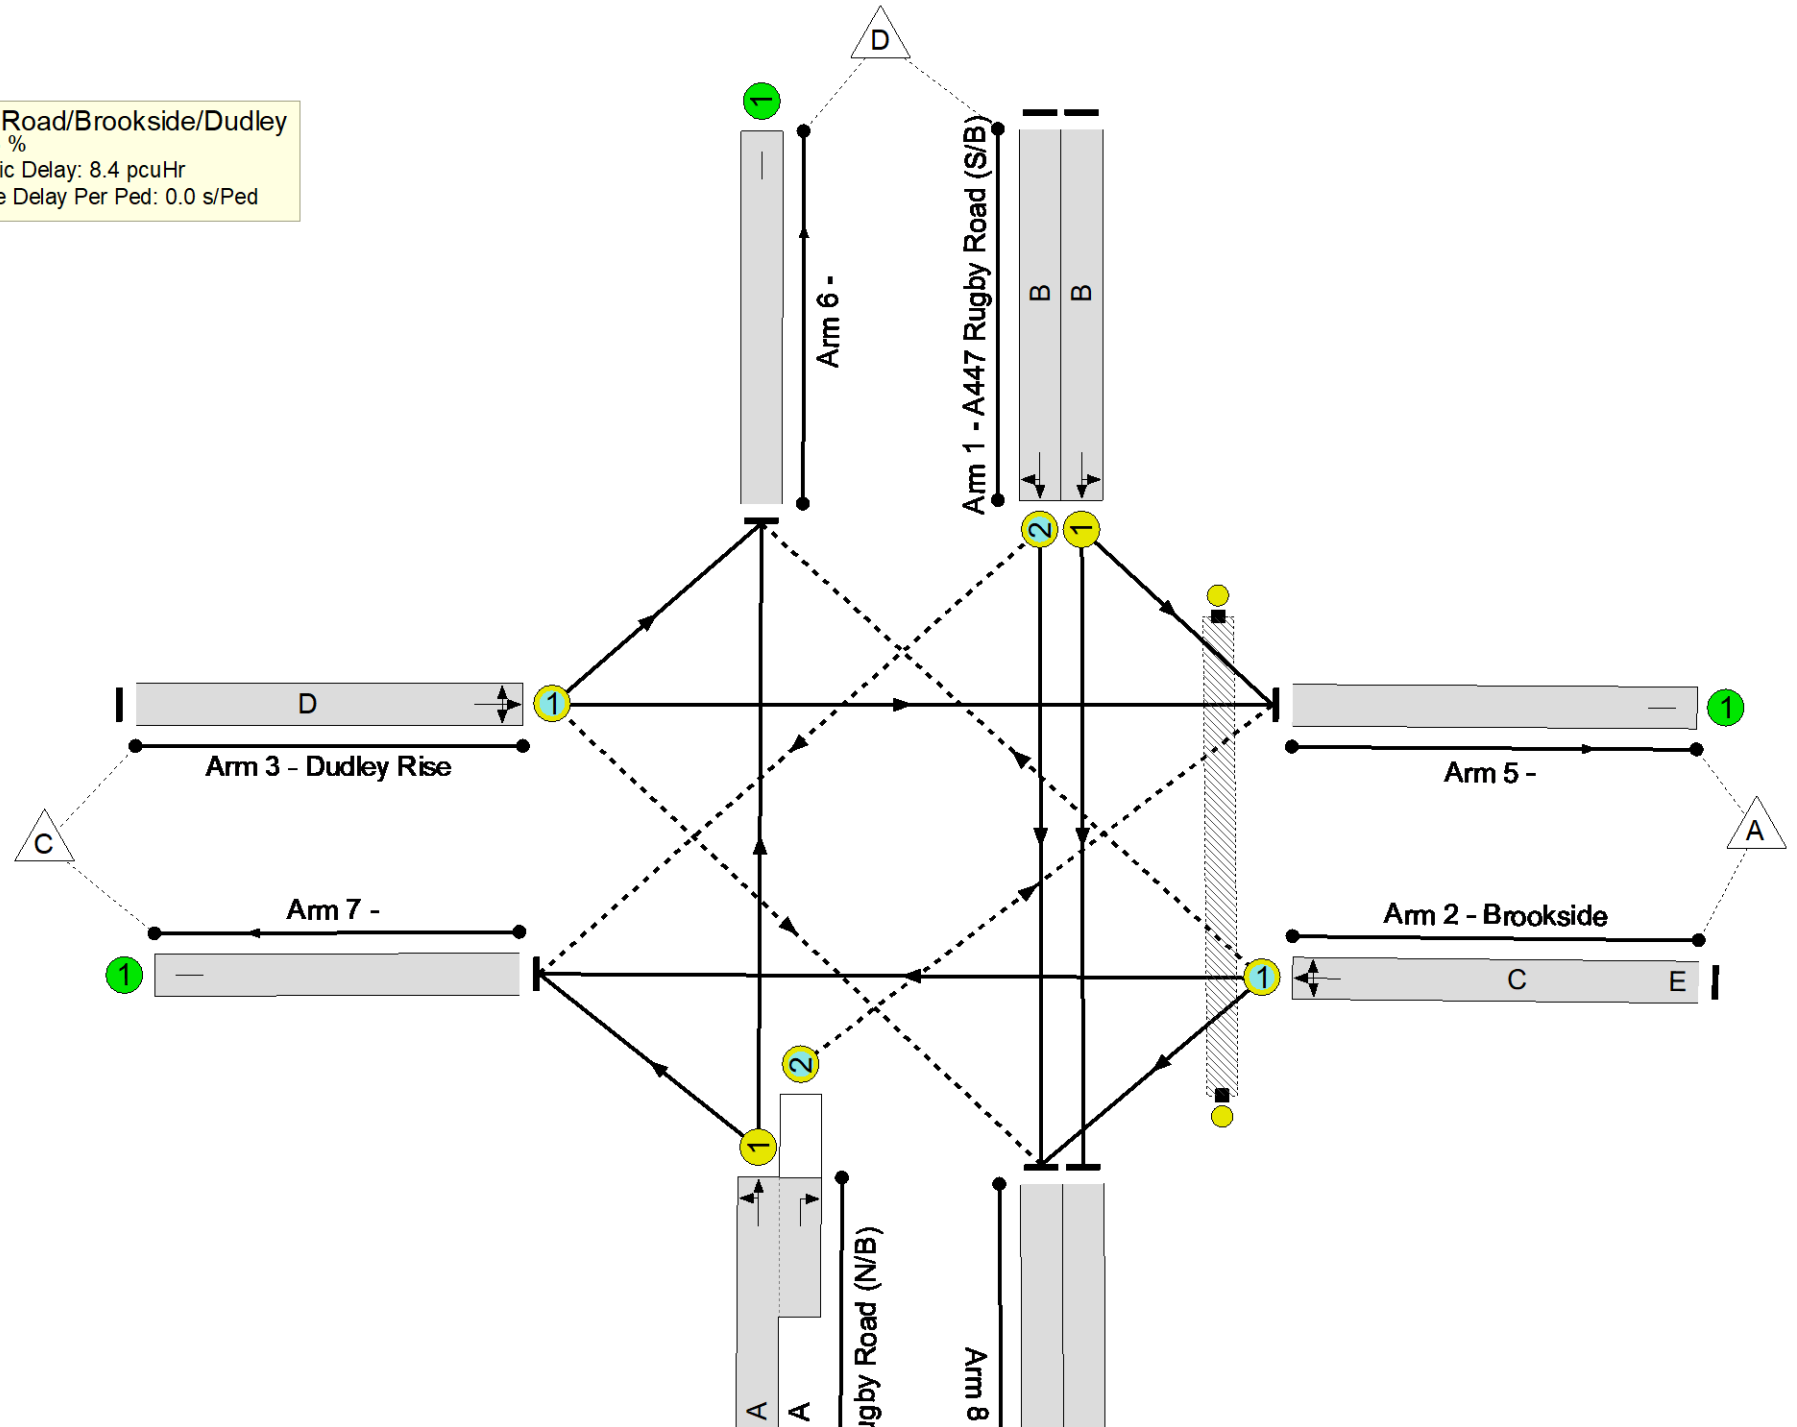 D
Road/Brookside/Dudley
%
ic Delay: 8.4 pcuHr
e Delay Per Ped: 0.0 s/Ped
1
Arm 6 -
Arm 1 - A447 Rugby Road (S/B)
B
B
2
1
D
1
Arm 3 - Dudley Rise
1
Arm 5 -
C
A
Arm 7 -
Arm 2 - Brookside
1
1
C
E
2
1
ugby Road (N/B)
Arm 8
A
A